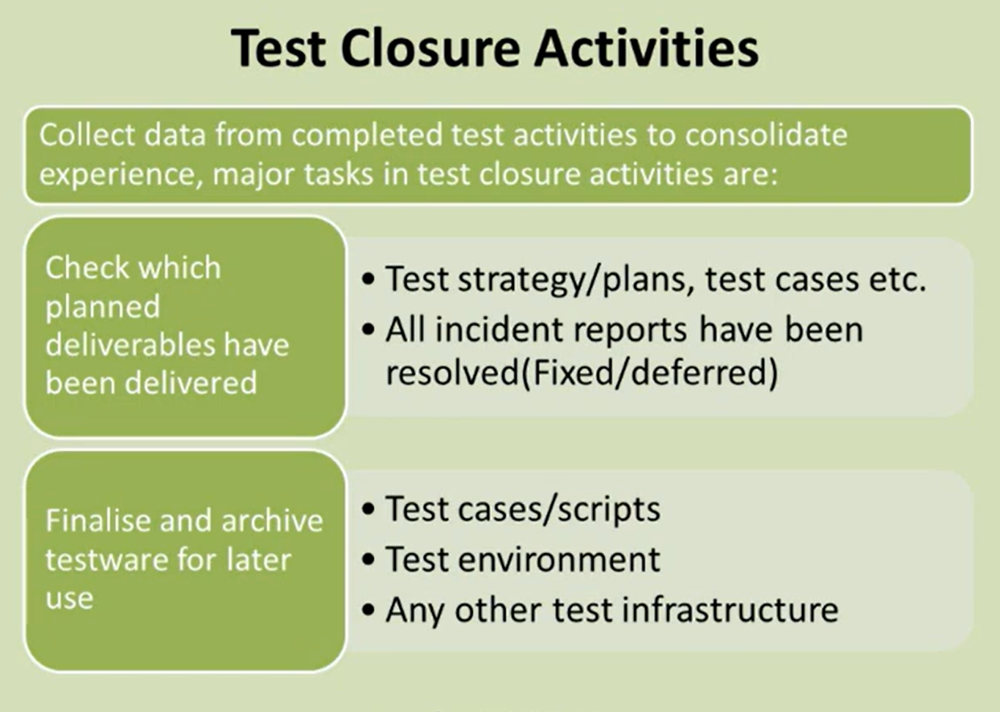 Test Closure Activities
Collect data from completed test activities to consolidate
experience, major tasks in test closure activities are:
Check which
planned
deliverables have
been delivered
• Test strategy/plans, test cases etc.
• All incident reports have been
resolved(Fixed/deferred)
Finalise and archive
testware for later
use
• Test cases/scripts
• Test environment
• Any other test infrastructure